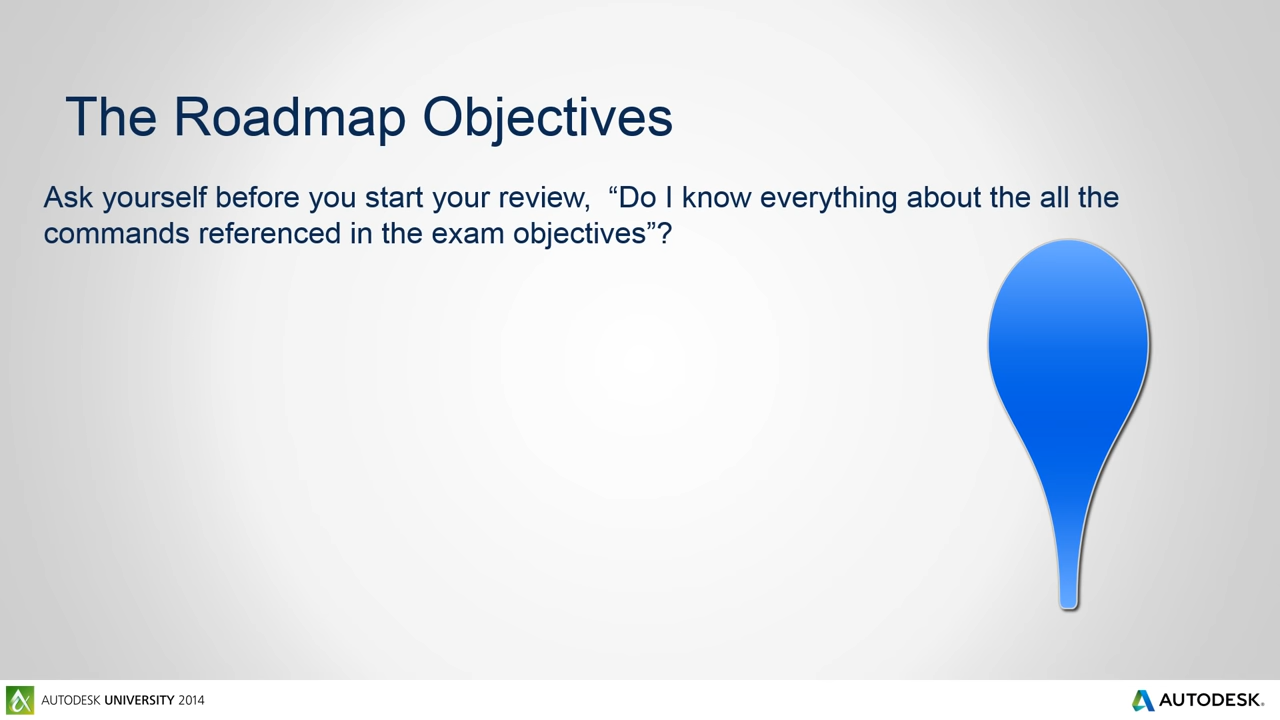 The Roadmap Objectives
Ask yourself before you start your review,  “Do I know everything about the all the
commands referenced in the exam objectives”?
AUTODESK UNIVERSITY 2014
AUTODESK®